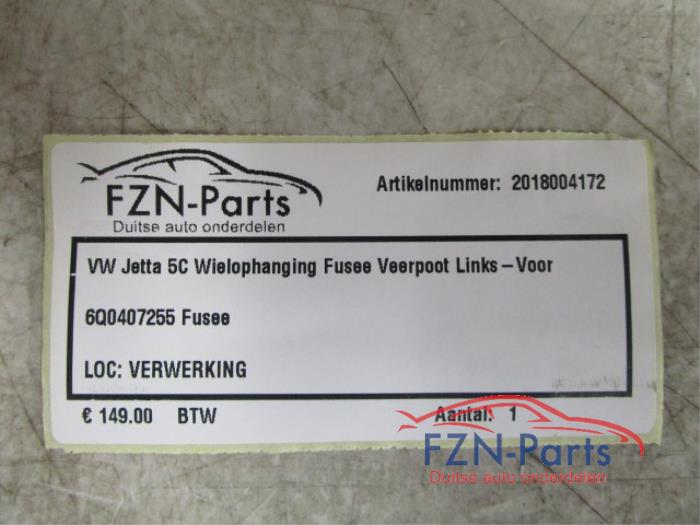 FZN-Parts
Duitse auto onderdelen
Artikelnummer: 2018004172
VW Jetta 5C Wielophanging Fusee Veerpoot Links-Voor
6Q0407255 Fusee
LOC: VERWERKING
€ 149.00 BTW
Aantal: 1
FZN-Parts
Duitse auto onderdelen